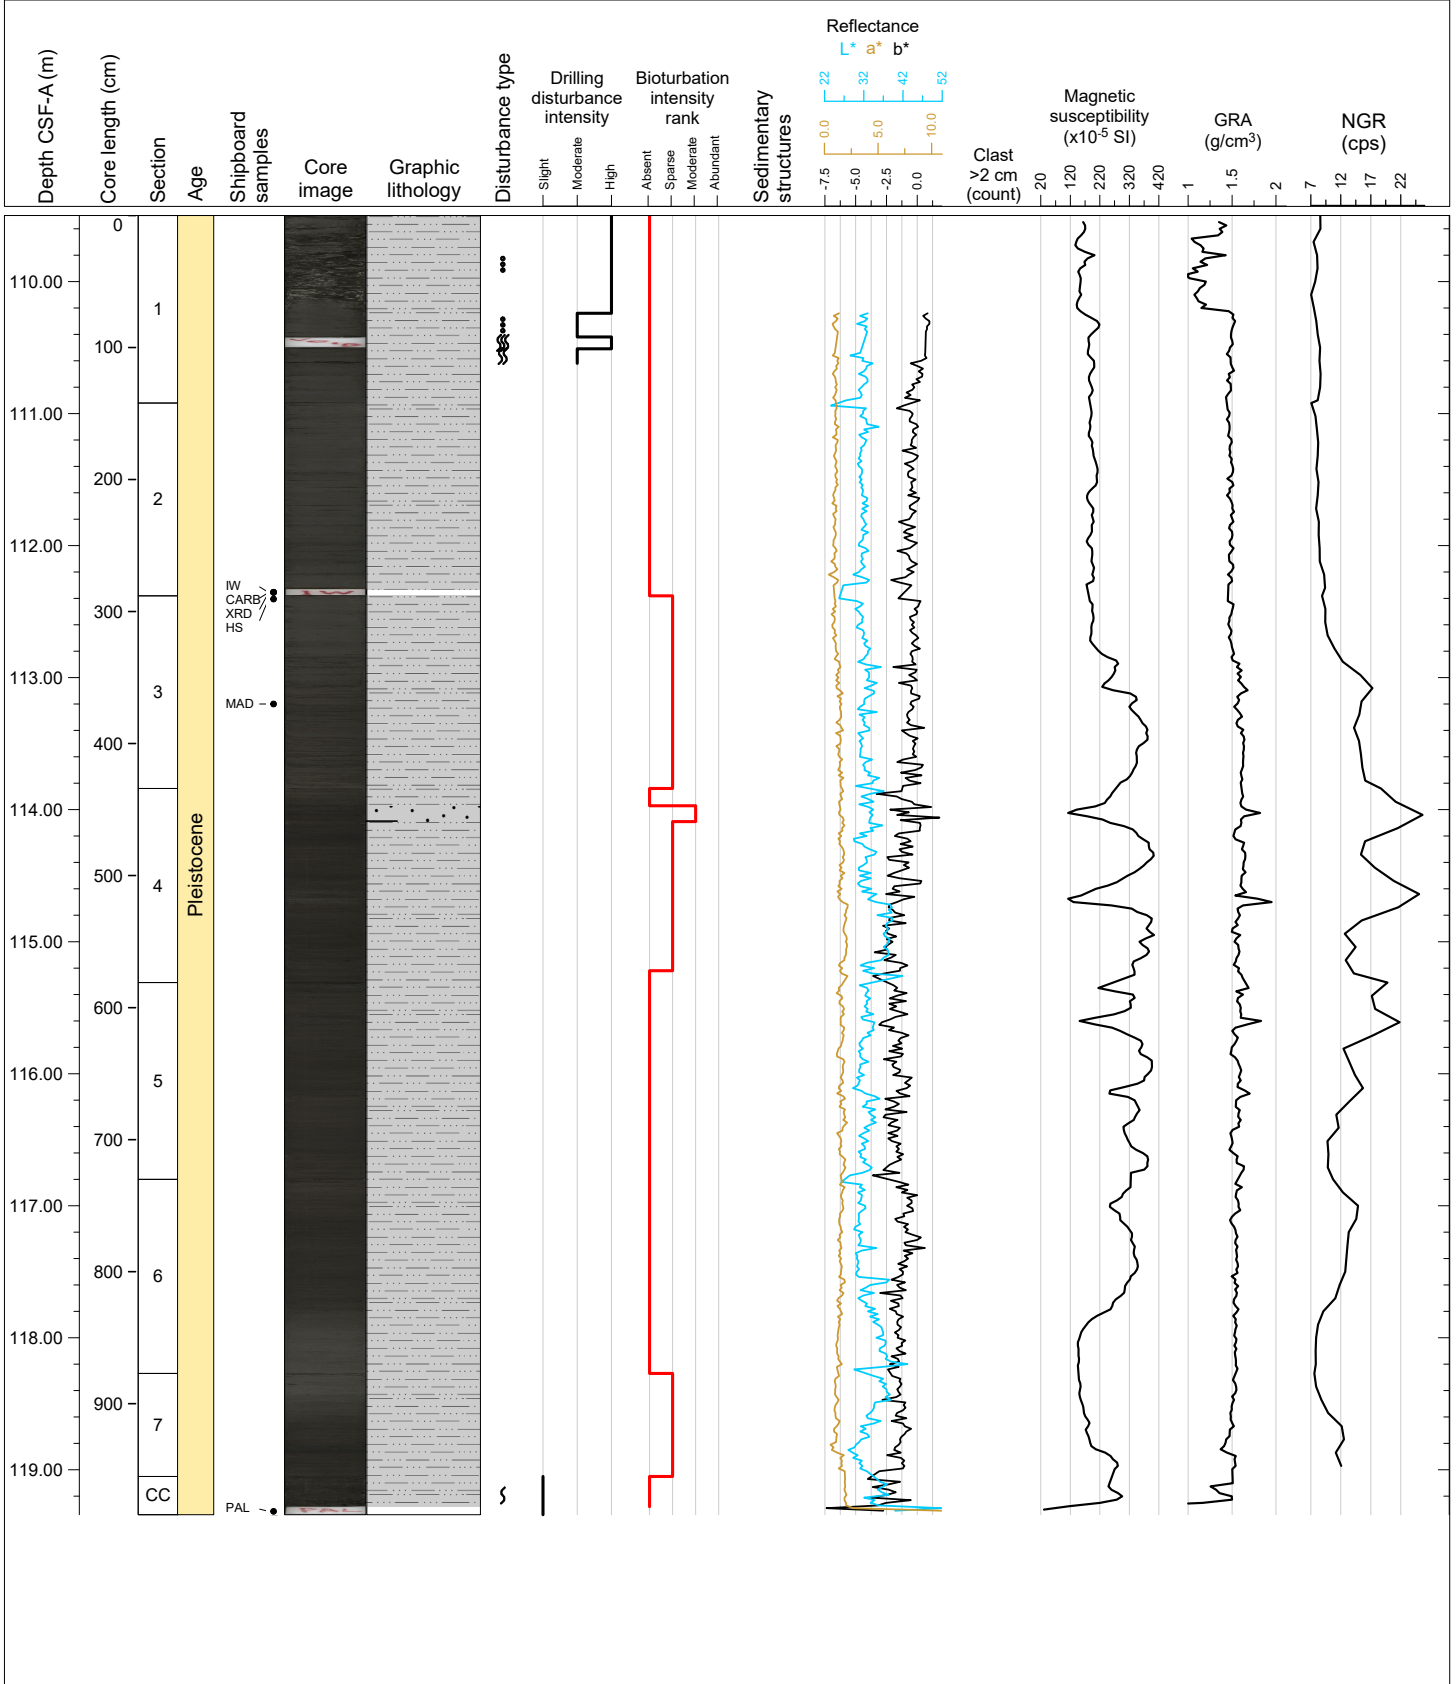 Depth CSF-A (m)
Core length (cm)
Section
Age
Shipboard
samples
Core
image
Graphic
lithology
Disturbance type
Drilling
disturbance
intensity
Slight
Moderate
High
Bioturbation
intensity
rank
Absent
Sparse
Moderate
Abundant
Sedimentary
structures
Reflectance
L* a* b*
22 32 42 52
0.0 5.0 10.0
-7.5 -5.0 -2.5 0.0
Clast
>2 cm
(count)
Magnetic
susceptibility
(x10-5 SI)
20 120 220 320 420
GRA
(g/cm3)
1 1.5 2
NGR
(cps)
7 12 17 22
110.00
111.00
112.00
113.00
114.00
115.00
116.00
117.00
118.00
119.00
0
100
200
300
400
500
600
700
800
900
1
2
3
4
5
6
7
CC
Pleistocene
IW
CARB
XRD
HS
MAD
PAL
IW
PAL